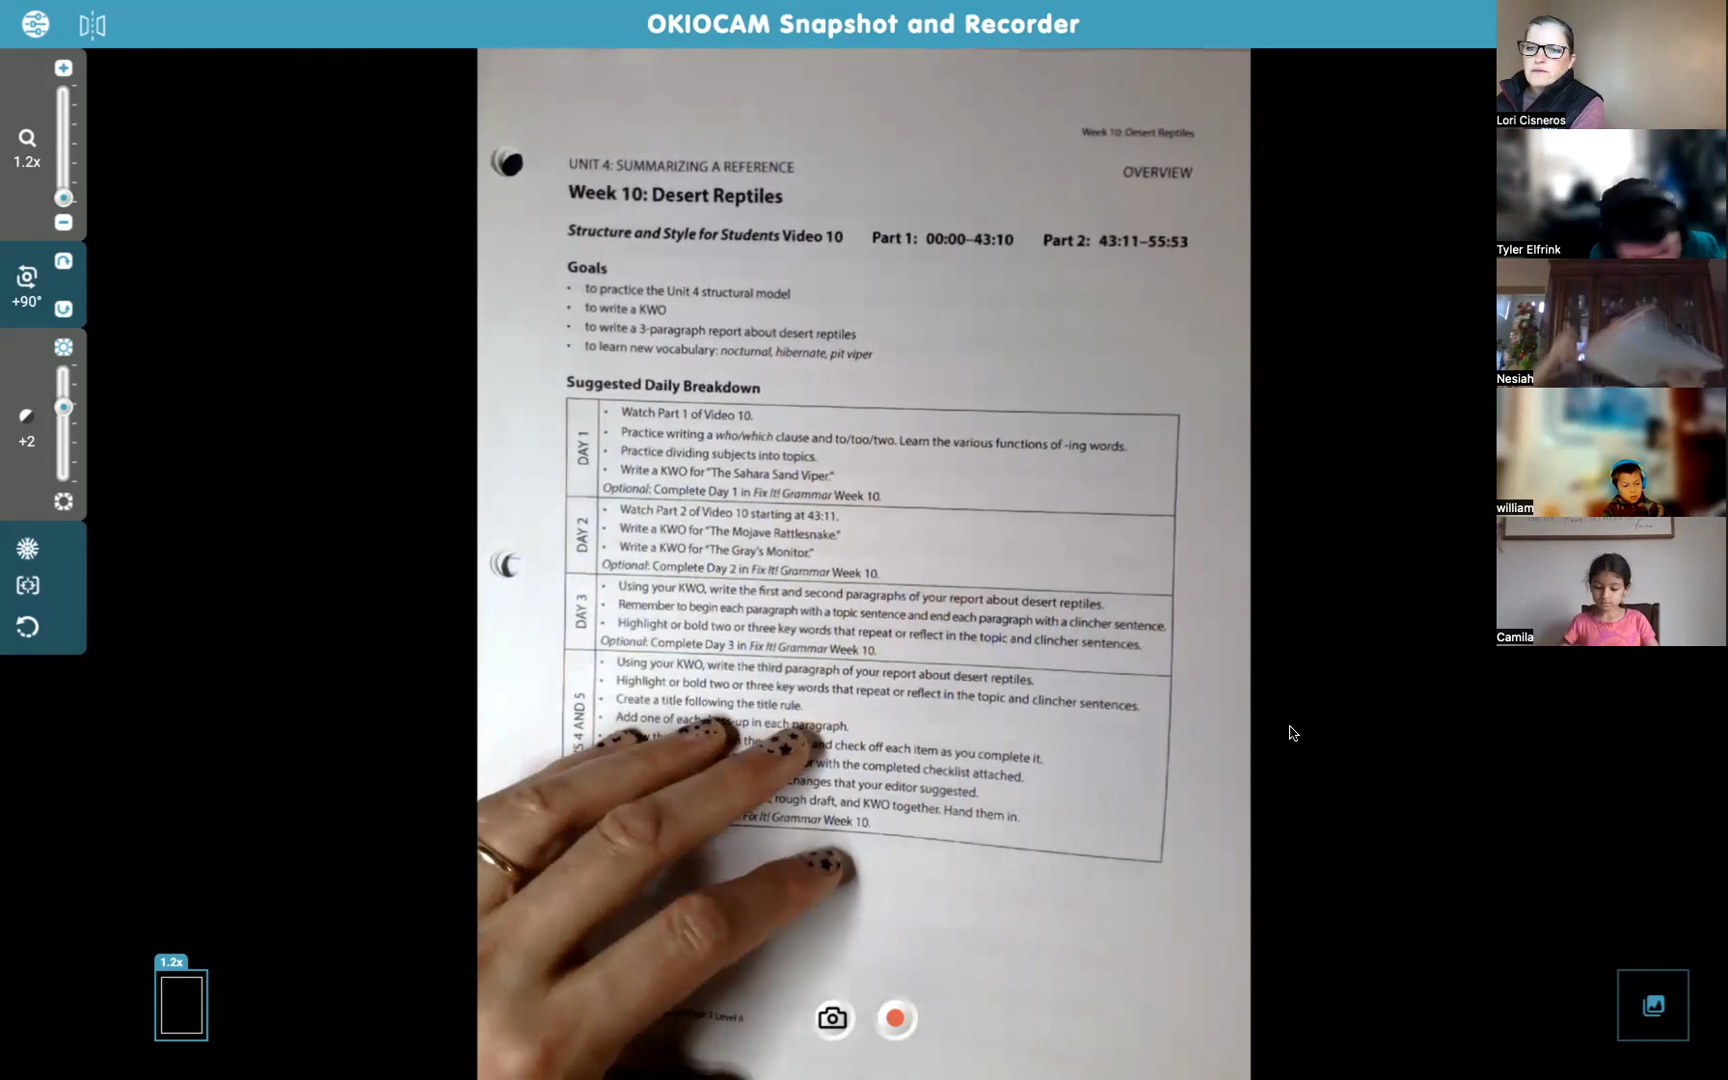 OKIOCAM Snapshot and Recorder
1.2x
+90°
+2
1.2x
Week 10: Desert Reptiles
UNIT 4: SUMMARIZING A REFERENCE
OVERVIEW
Week 10: Desert Reptiles
Structure and Style for Students Video 10 Part 1: 00:00–43:10 Part 2: 43:11–55:53
Goals
• to practice the Unit 4 structural model
• to write a KWO
• to write a 3-paragraph report about desert reptiles
• to learn new vocabulary: nocturnal, hibernate, pit viper
Suggested Daily Breakdown
DAY 1
• Watch Part 1 of Video 10.
• Practice writing a who/which clause and to/too/two. Learn the various functions of -ing words.
• Practice dividing subjects into topics.
• Write a KWO for "The Sahara Sand Viper."
Optional: Complete Day 1 in Fix It! Grammar Week 10.
DAY 2
• Watch Part 2 of Video 10 starting at 43:11.
• Write a KWO for "The Mojave Rattlesnake."
• Write a KWO for "The Gray's Monitor."
Optional: Complete Day 2 in Fix It! Grammar Week 10.
DAY 3
• Using your KWO, write the first and second paragraphs of your report about desert reptiles.
• Remember to begin each paragraph with a topic sentence and end each paragraph with a clincher sentence.
• Highlight or bold two or three key words that repeat or reflect in the topic and clincher sentences.
Optional: Complete Day 3 in Fix It! Grammar Week 10.
S 4 AND 5
• Using your KWO, write the third paragraph of your report about desert reptiles.
• Highlight or bold two or three key words that repeat or reflect in the topic and clincher sentences.
• Create a title following the title rule.
• Add one of each -up in each paragraph.
and check off each item as you complete it.
with the completed checklist attached.
changes that your editor suggested.
rough draft, and KWO together. Hand them in.
Fix It! Grammar Week 10.
Level A
Lori Cisneros
Tyler Elfrink
Nesiah
william
Camila